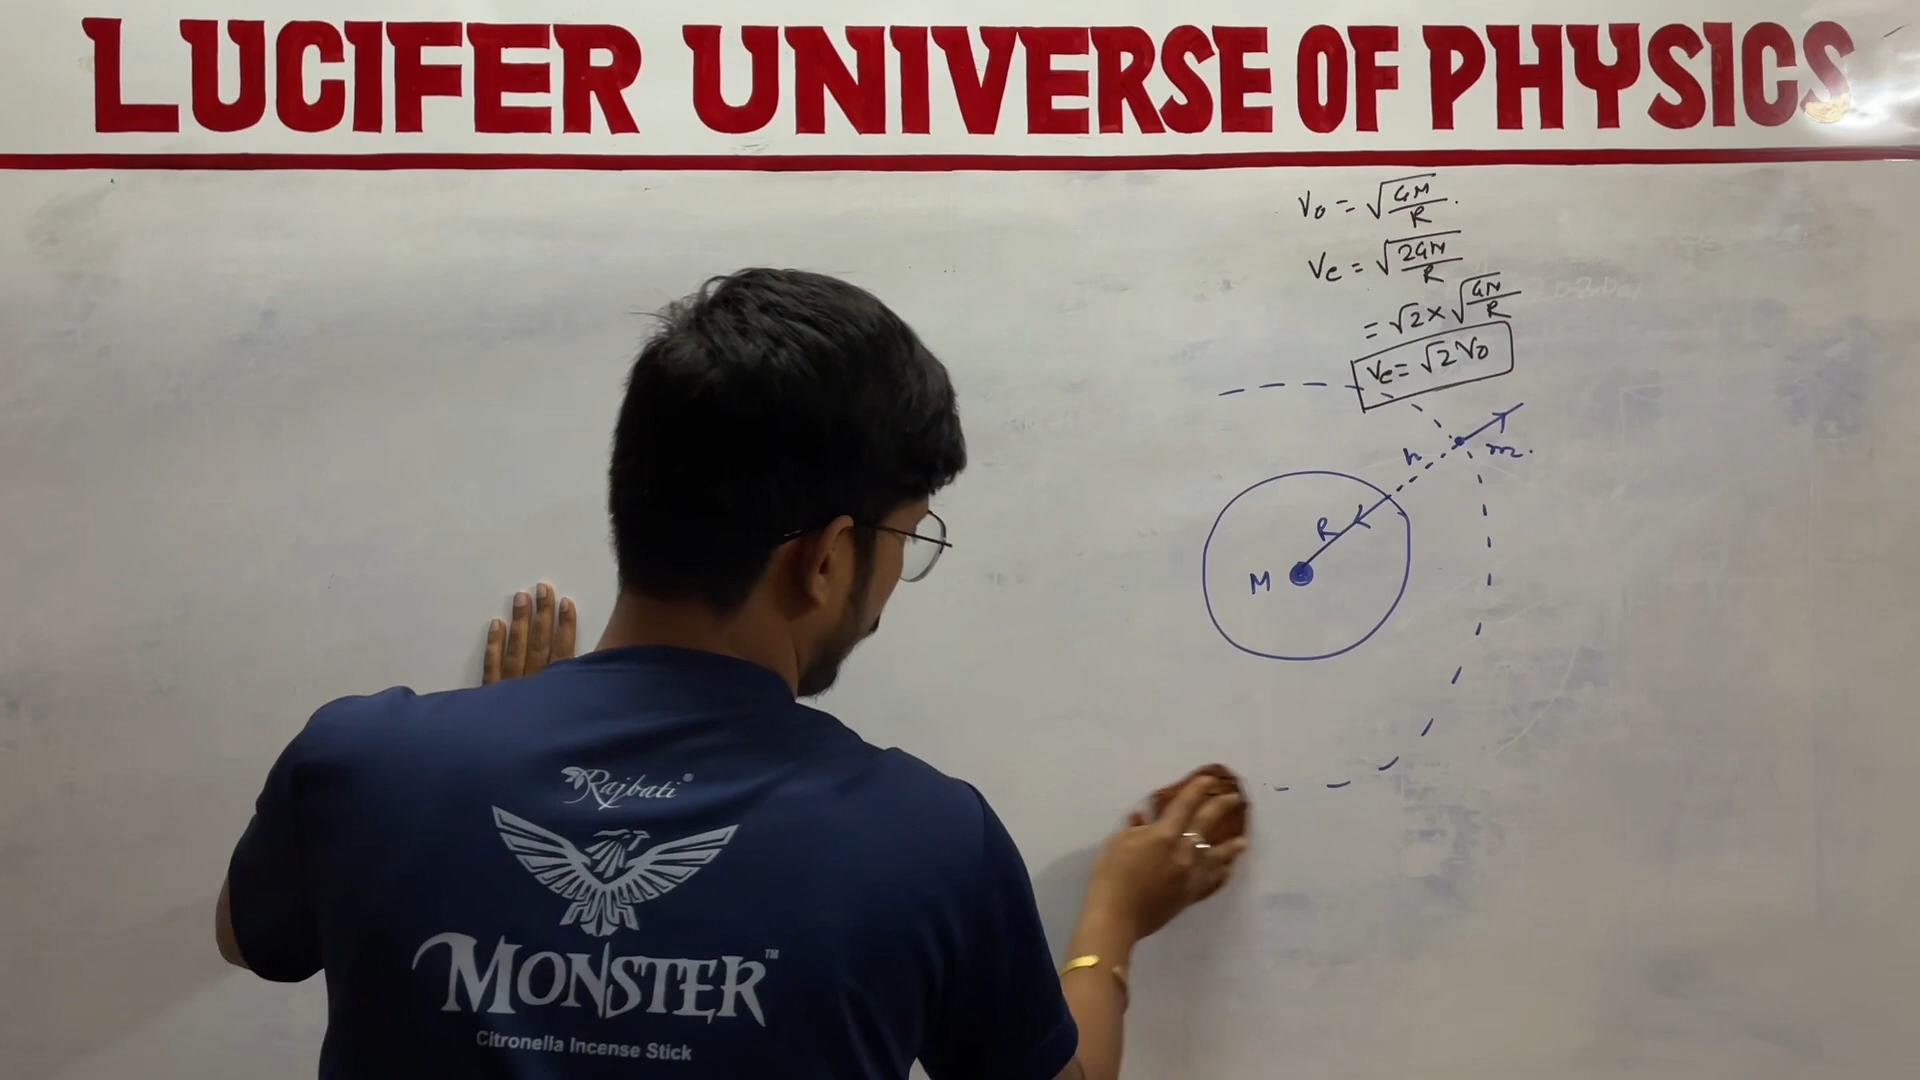 LUCIFER UNIVERSE OF PHYSICS
V₀ = √(GM/R).
Vₑ = √(2GM/R)
= √2 × √(GM/R)
Vₑ = √2 V₀
h
m.
R
M
Rajbati®
MONSTER™
Citronella Incense Stick